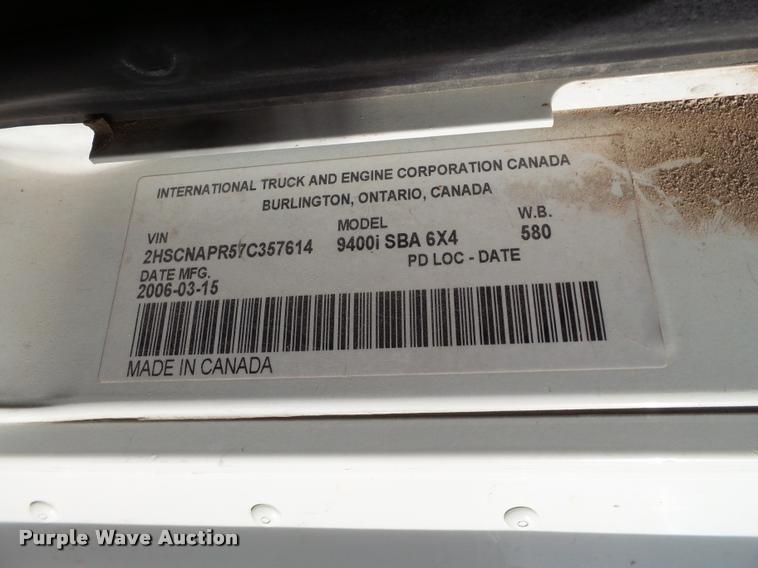 INTERNATIONAL TRUCK AND ENGINE CORPORATION CANADA
BURLINGTON, ONTARIO, CANADA
VIN MODEL W.B.
2HSCNAPR57C357614 9400i SBA 6X4 580
DATE MFG. PD LOC - DATE
2006-03-15
MADE IN CANADA
Purple Wave Auction